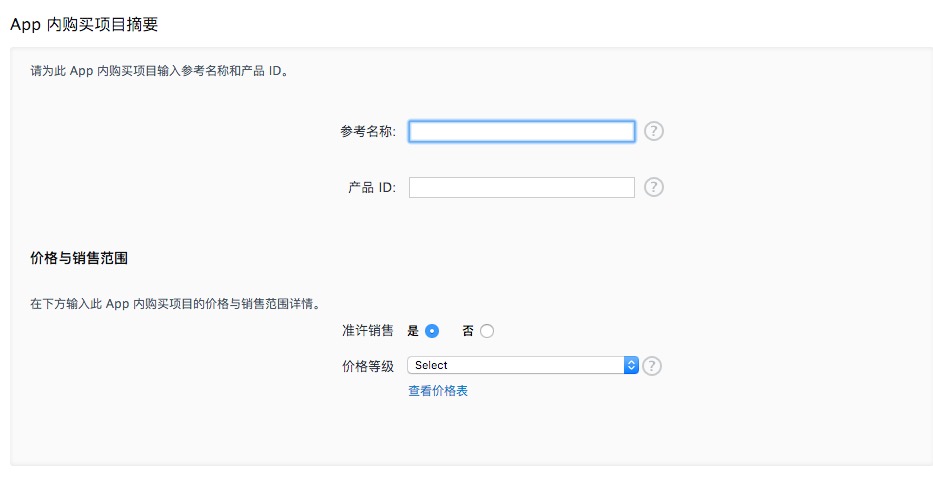 App 内购买项目摘要
请为此 App 内购买项目输入参考名称和产品 ID。
参考名称: ?
产品 ID: ?
价格与销售范围
在下方输入此 App 内购买项目的价格与销售范围详情。
准许销售 是 否
价格等级 Select ?
查看价格表